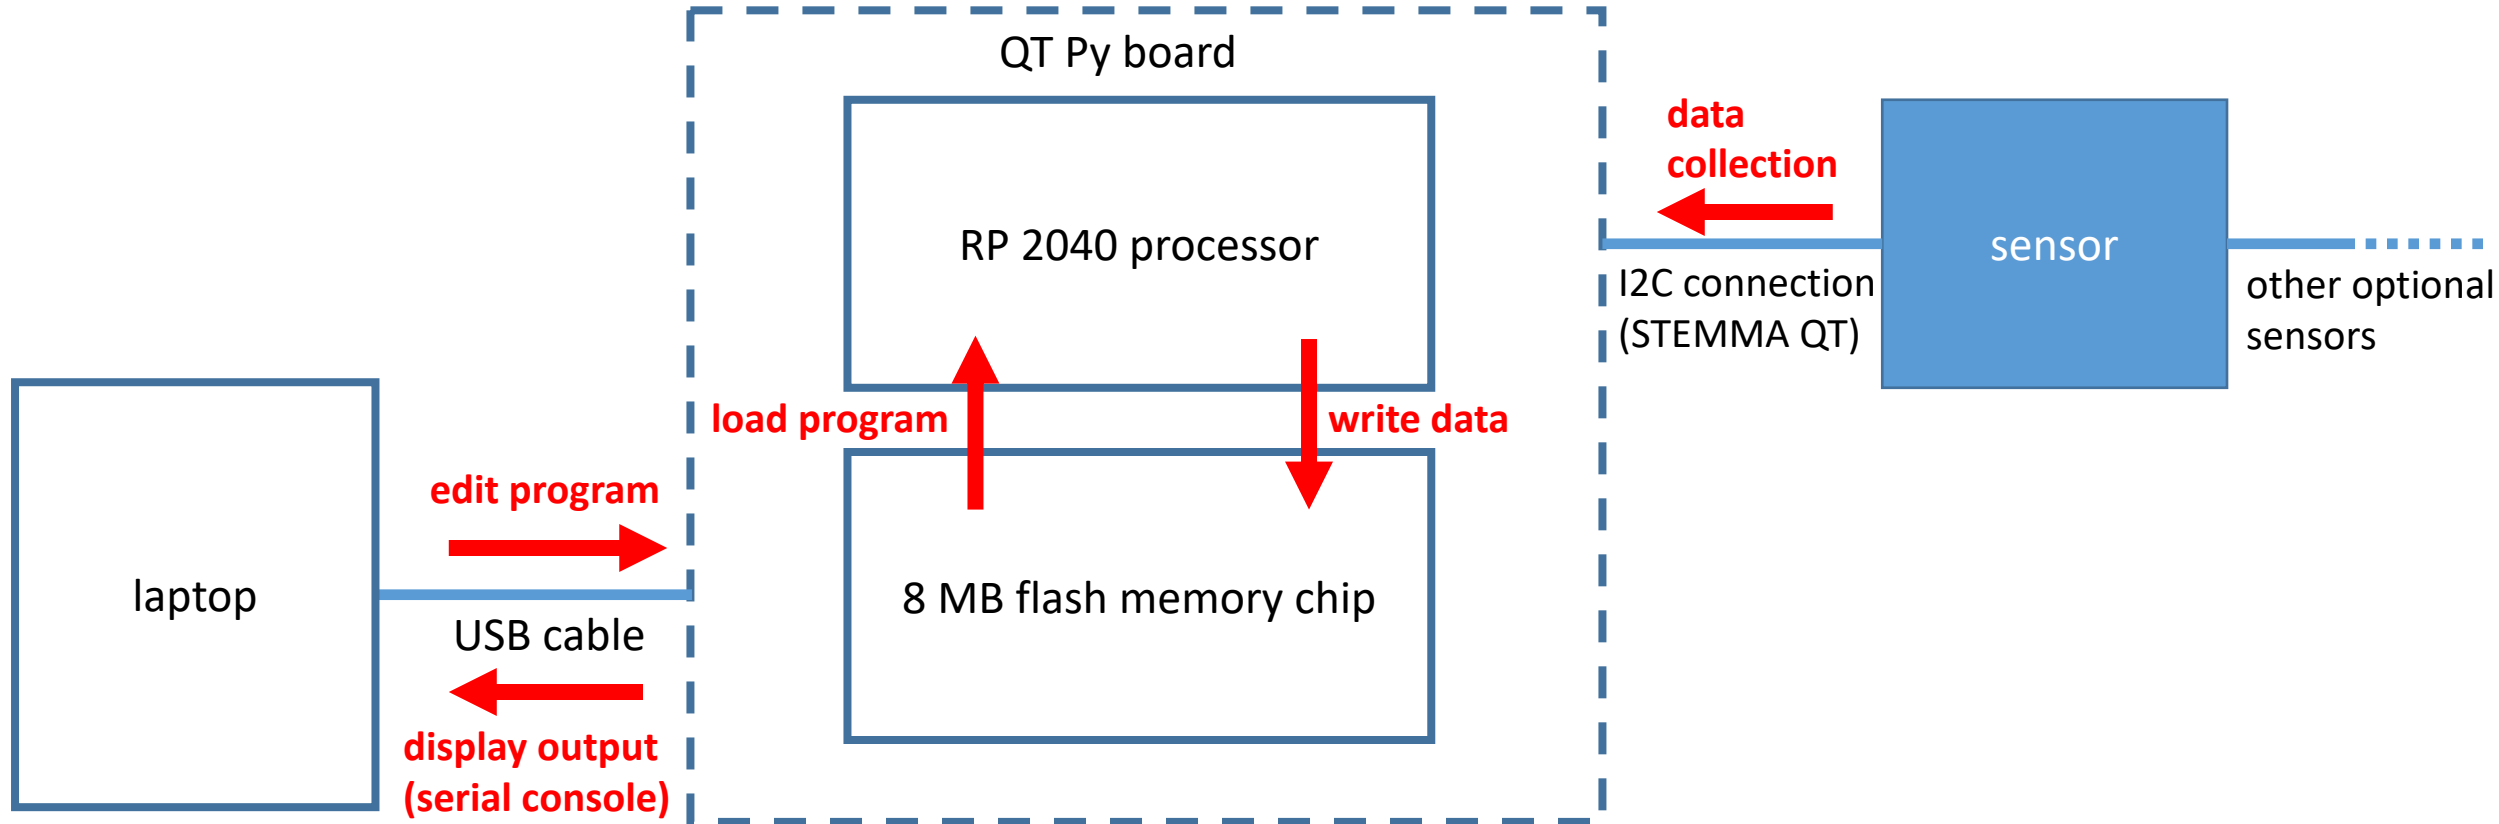 QT Py board
RP 2040 processor
load program
write data
8 MB flash memory chip
laptop
edit program
USB cable
display output
(serial console)
data
collection
I2C connection
(STEMMA QT)
sensor
other optional
sensors